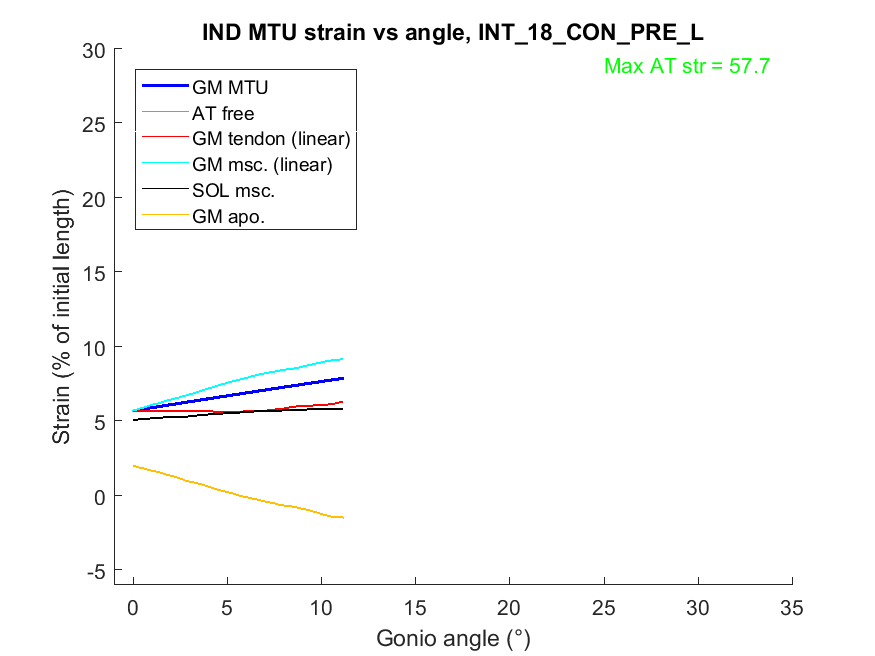 IND MTU strain vs angle, INT_18_CON_PRE_L
Max AT str = 57.7
GM MTU
AT free
GM tendon (linear)
GM msc. (linear)
SOL msc.
GM apo.
Strain (% of initial length)
30
25
20
15
10
5
0
-5
0 5 10 15 20 25 30 35
Gonio angle (°)